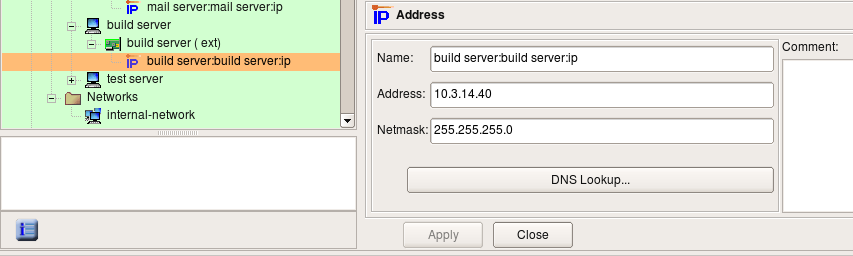 mail server:mail server:ip
build server
build server ( ext)
build server:build server:ip
test server
Networks
internal-network
IP Address
Name: build server:build server:ip
Comment:
Address: 10.3.14.40
Netmask: 255.255.255.0
DNS Lookup...
Apply Close